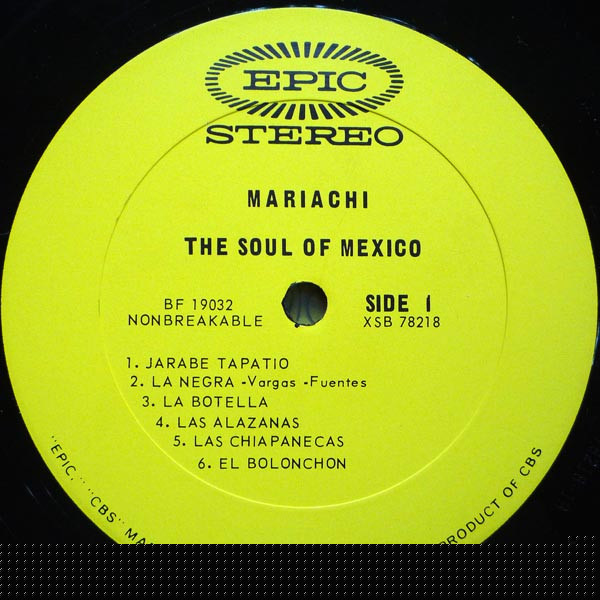 EPIC
STEREO
MARIACHI
THE SOUL OF MEXICO
BF 19032
NONBREAKABLE
SIDE 1
XSB 78218
1. JARABE TAPATIO
2. LA NEGRA -Vargas -Fuentes
3. LA BOTELLA
4. LAS ALAZANAS
5. LAS CHIAPANECAS
6. EL BOLONCHON
"EPIC," "CBS"
PRODUCT OF CBS